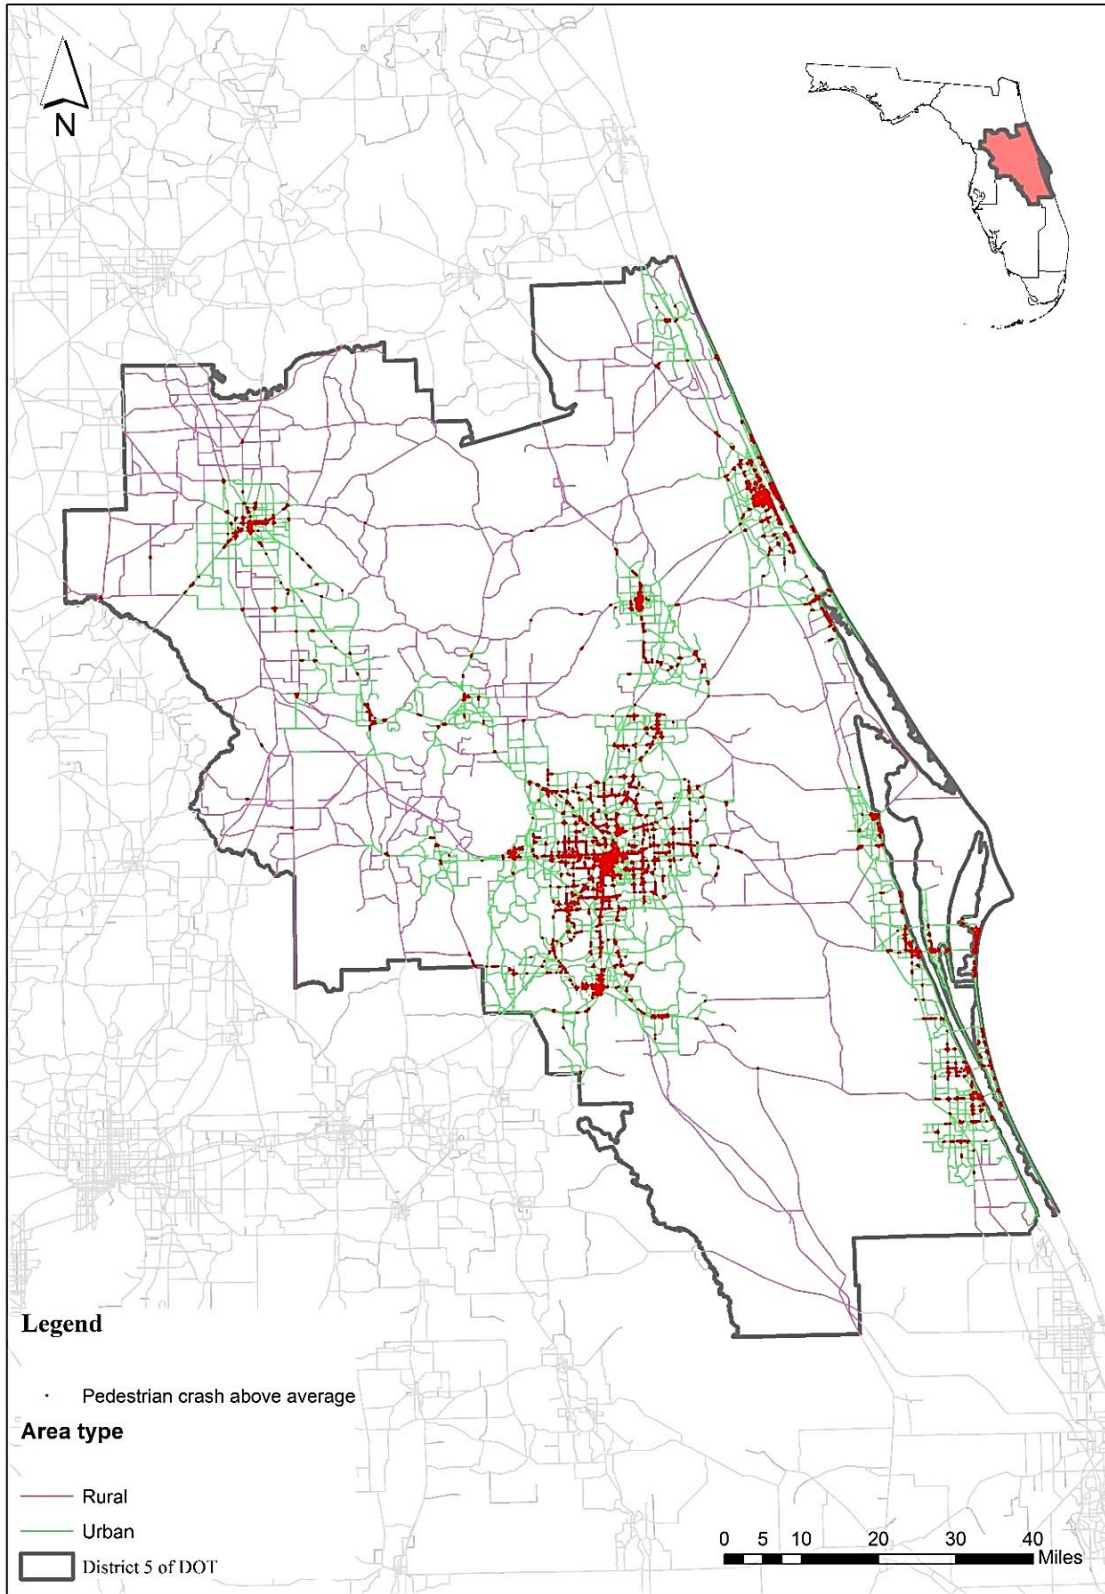 N
Legend
Pedestrian crash above average
Area type
Rural
Urban
District 5 of DOT
0 5 10 20 30 40
Miles